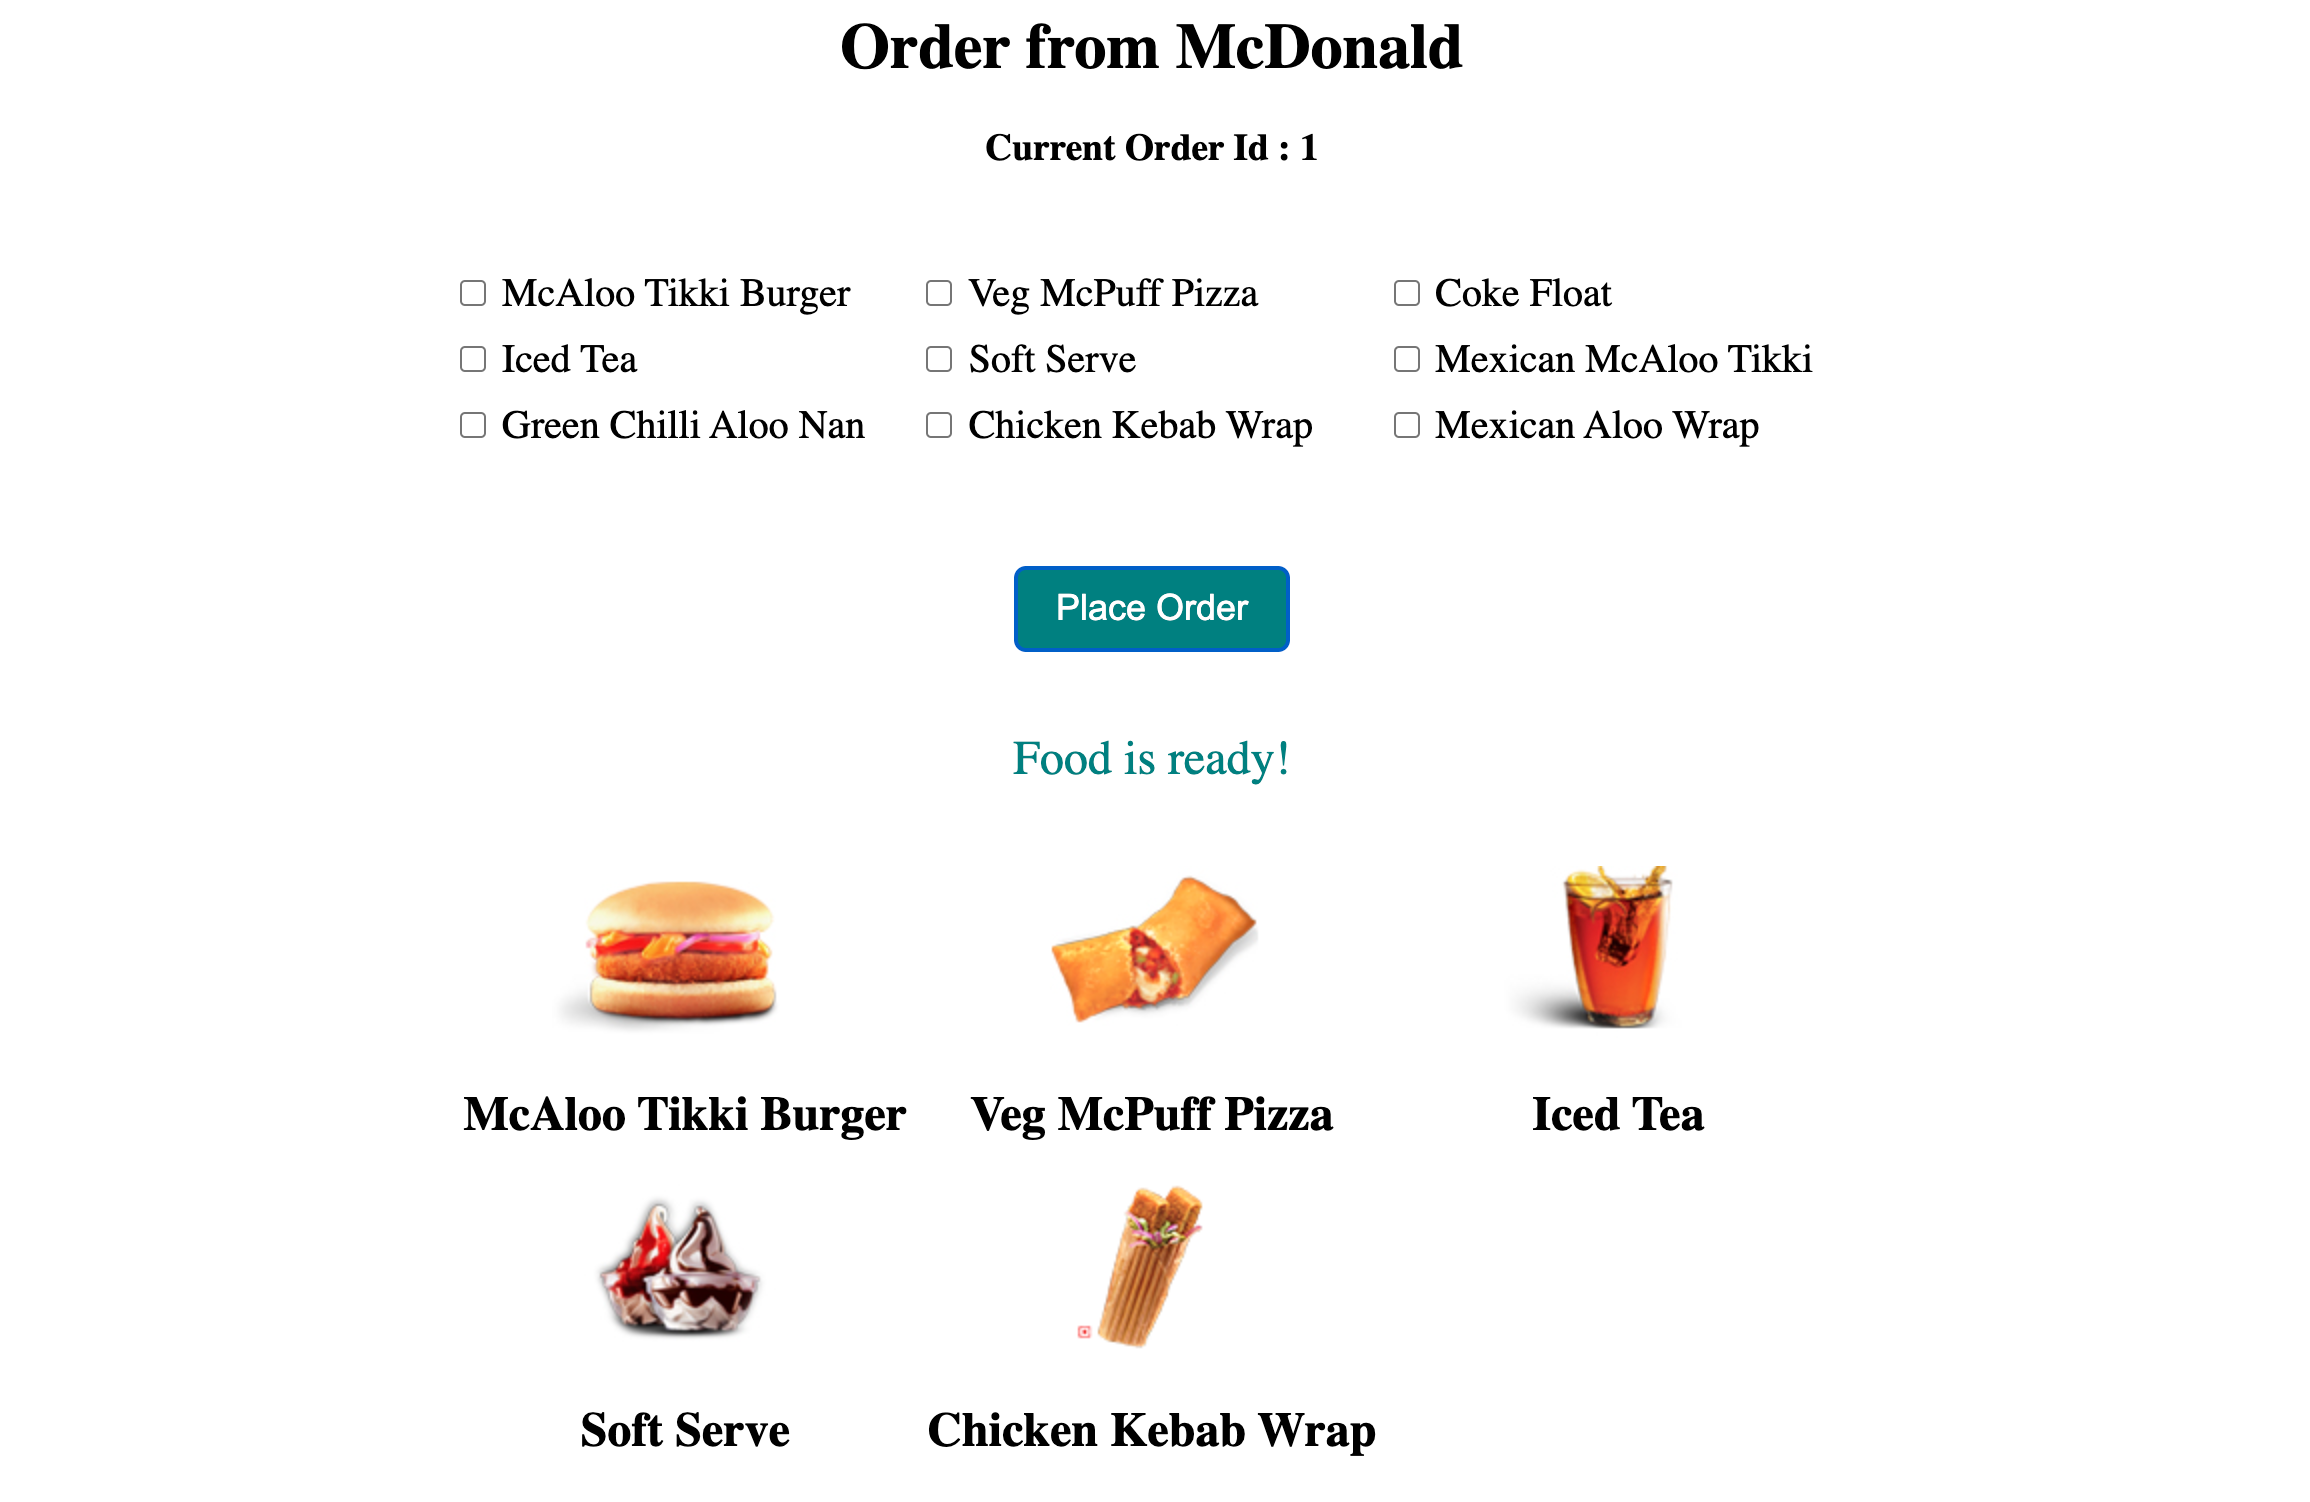 Order from McDonald
Current Order Id : 1
McAloo Tikki Burger Veg McPuff Pizza Coke Float
Iced Tea Soft Serve Mexican McAloo Tikki
Green Chilli Aloo Nan Chicken Kebab Wrap Mexican Aloo Wrap
Place Order
Food is ready!
McAloo Tikki Burger Veg McPuff Pizza Iced Tea
Soft Serve Chicken Kebab Wrap